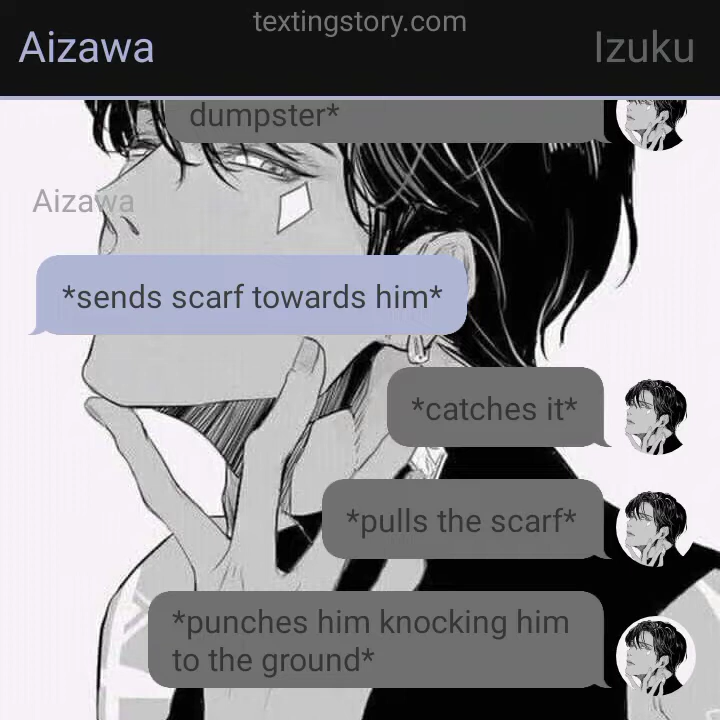 textingstory.com
Aizawa
Izuku
dumpster*
Aizawa
*sends scarf towards him*
*catches it*
*pulls the scarf*
*punches him knocking him
to the ground*